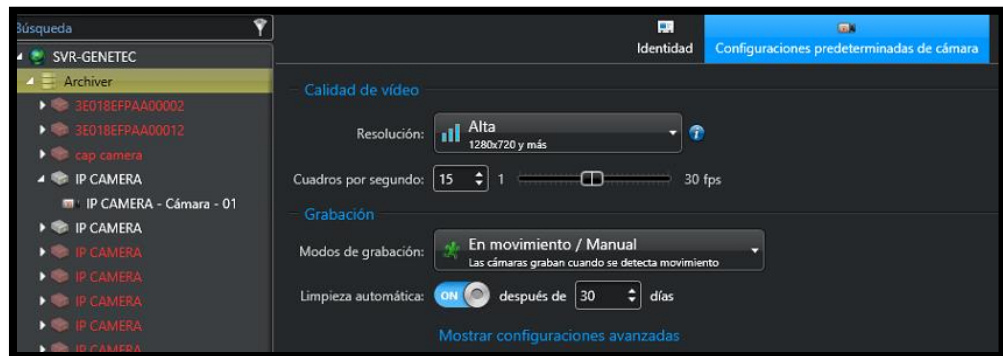 Búsqueda
SVR-GENETEC
Archiver
3E018EFPAA00002
3E018EFPAA00012
cap camera
IP CAMERA
IP CAMERA - Cámara - 01
IP CAMERA
IP CAMERA
IP CAMERA
IP CAMERA
IP CAMERA
IP CAMERA
Identidad
Configuraciones predeterminadas de cámara
Calidad de vídeo
Resolución: Alta
1280x720 y más
Cuadros por segundo: 15 1 30 fps
Grabación
Modos de grabación: En movimiento / Manual
Las cámaras graban cuando se detecta movimiento
Limpieza automática: ON después de 30 días
Mostrar configuraciones avanzadas